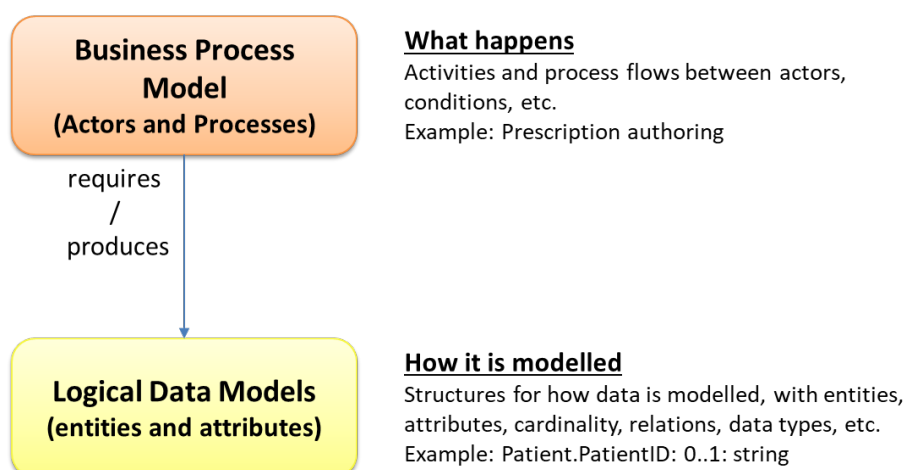 Business Process
Model
(Actors and Processes)
What happens
Activities and process flows between actors,
conditions, etc.
Example: Prescription authoring
requires
/
produces
Logical Data Models
(entities and attributes)
How it is modelled
Structures for how data is modelled, with entities,
attributes, cardinality, relations, data types, etc.
Example: Patient.PatientID: 0..1: string